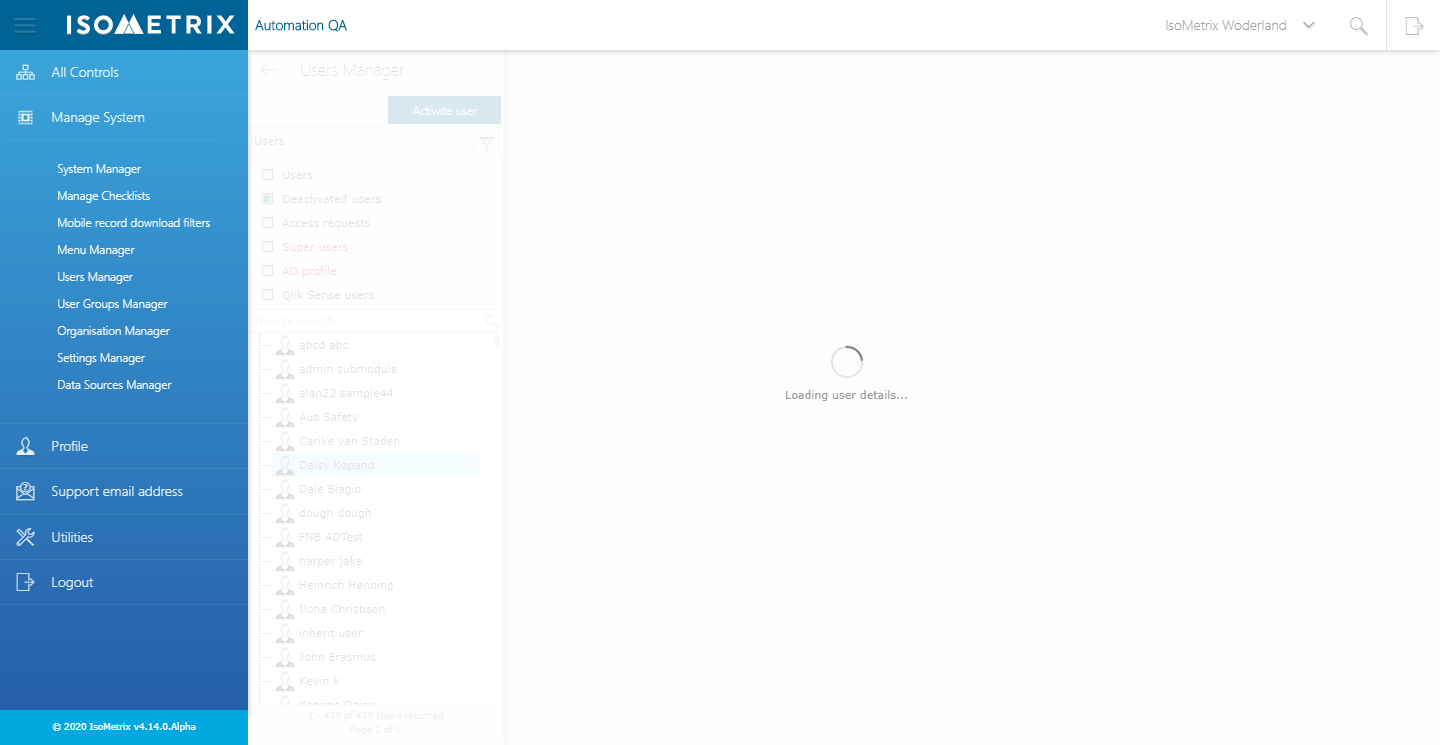 ISOMETRIX
Automation QA
IsoMetrix Woderland
All Controls
Manage System
System Manager
Manage Checklists
Mobile record download filters
Menu Manager
Users Manager
User Groups Manager
Organisation Manager
Settings Manager
Data Sources Manager
Profile
Support email address
Utilities
Logout
© 2020 IsoMetrix v4.14.0.Alpha
Users Manager
Activate user
Users
Users
Deactivated users
Access requests
Super users
AD profile
Qlik Sense users
Type to search
abcd abc
admin submodule
alan22 sample44
Aus Safety
Carike van Staden
Daisy Kopano
Dale Biagio
dough dough
FNB ADTest
harper jake
Heinrich Henning
Ilona Christison
inherit user
John Erasmus
Kevin k
Kopano Daisy
1 - 475 of 475 Users returned
Page 1 of 1
Loading user details...